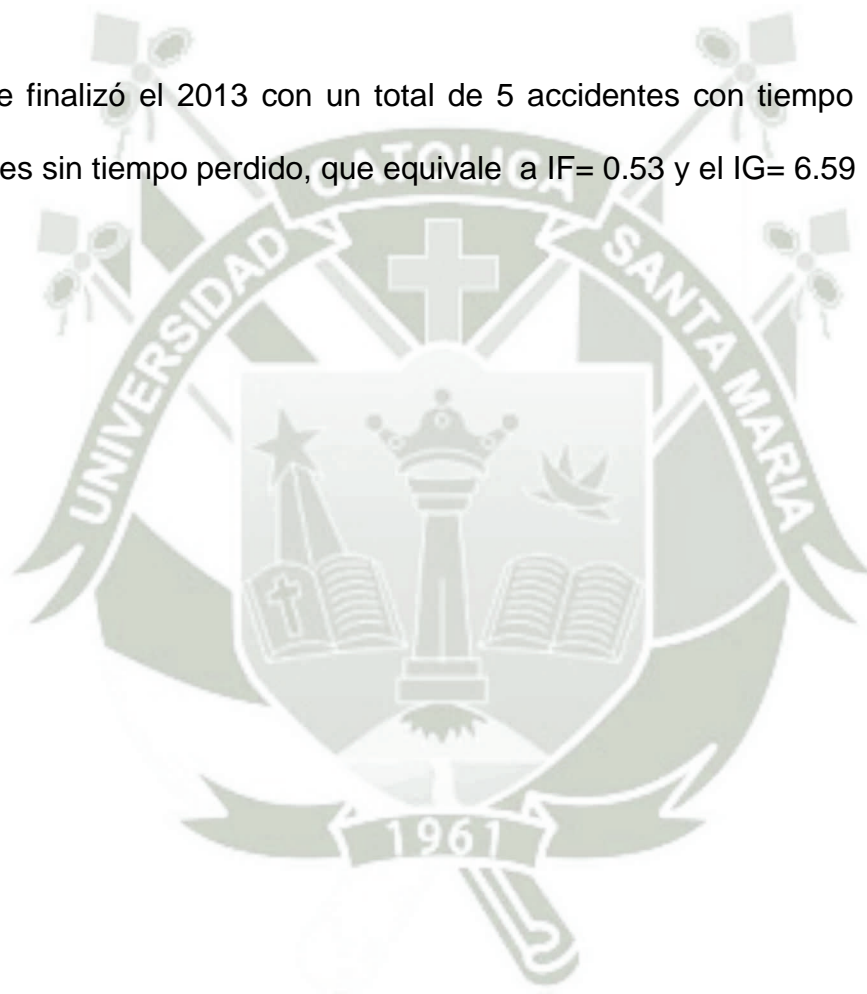 e finalizó el 2013 con un total de 5 accidentes con tiempo
es sin tiempo perdido, que equivale a IF= 0.53 y el IG= 6.59
UNIVERSIDAD CATOLICA SANTA MARIA
1961